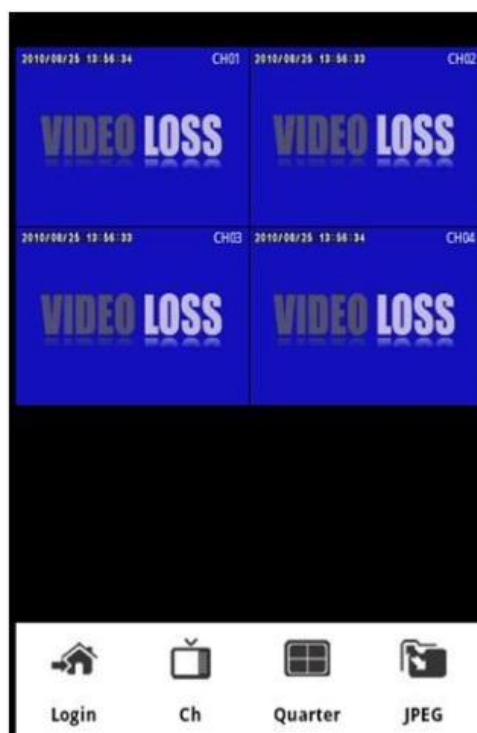 2010/08/25 13:56:34 CH01 2010/08/25 13:56:33 CH02
VIDEO LOSS VIDEO LOSS
2010/08/25 13:56:33 CH03 2010/08/25 13:56:34 CH04
VIDEO LOSS VIDEO LOSS
Login Ch Quarter JPEG